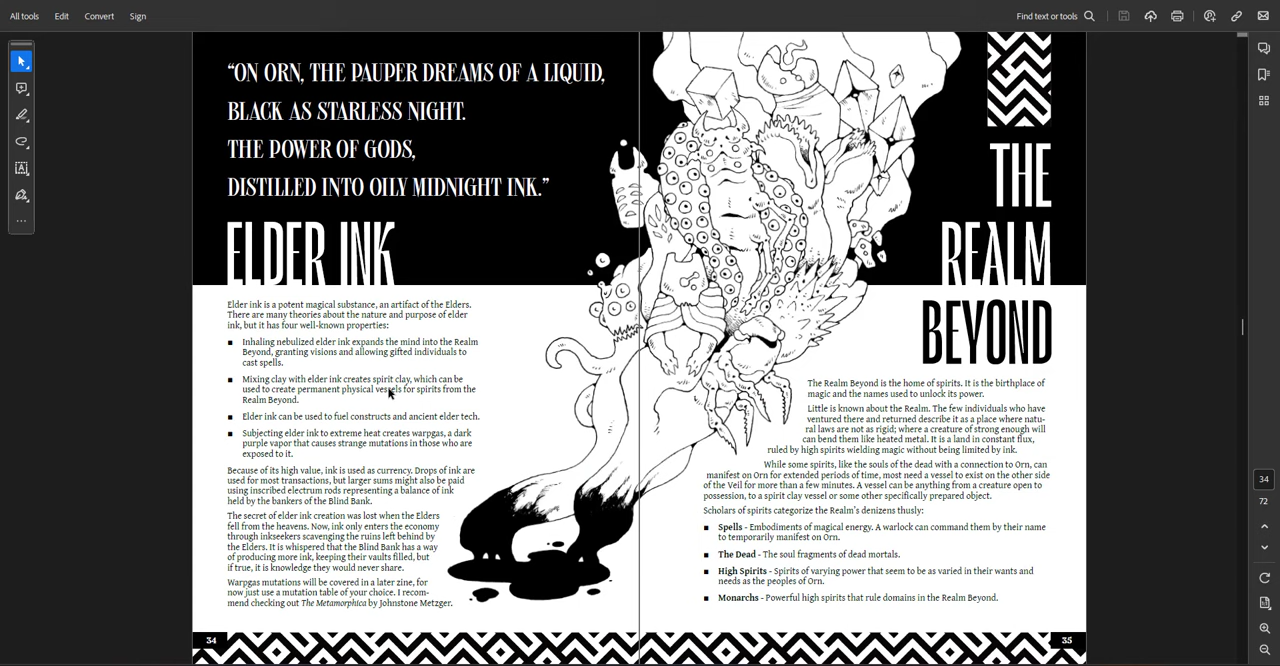 All tools
Edit
Convert
Sign
Find text or tools
“ON ORN, THE PAUPER DREAMS OF A LIQUID,
BLACK AS STARLESS NIGHT.
THE POWER OF GODS,
DISTILLED INTO OILY MIDNIGHT INK.”
ELDER INK
Elder ink is a potent magical substance, an artifact of the Elders.
There are many theories about the nature and purpose of elder
ink, but it has four well-known properties:
■ Inhaling nebulized elder ink expands the mind into the Realm
Beyond, granting visions and allowing gifted individuals to
cast spells.
■ Mixing clay with elder ink creates spirit clay, which can be
used to create permanent physical vessels for spirits from the
Realm Beyond.
■ Elder ink can be used to fuel constructs and ancient elder tech.
■ Subjecting elder ink to extreme heat creates warpgas, a dark
purple vapor that causes strange mutations in those who are
exposed to it.
Because of its high value, ink is used as currency. Drops of ink are
used for most transactions, but larger sums might also be paid
using inscribed electrum rods representing a balance of ink
held by the bankers of the Blind Bank.
The secret of elder ink creation was lost when the Elders
fell from the heavens. Now, ink only enters the economy
through inkseekers scavenging the ruins left behind by
the Elders. It is whispered that the Blind Bank has a way
of producing more ink, keeping their vaults filled, but
if true, it is knowledge they would never share.
Warpgas mutations will be covered in a later zine, for
now just use a mutation table of your choice. I recom-
mend checking out The Metamorphica by Johnstone Metzger.
34
THE
REALM
BEYOND
The Realm Beyond is the home of spirits. It is the birthplace of
magic and the names used to unlock its power.
Little is known about the Realm. The few individuals who have
ventured there and returned describe it as a place where natu-
ral laws are not as rigid; where a creature of strong enough will
can bend them like heated metal. It is a land in constant flux,
ruled by high spirits wielding magic without being limited by ink.
While some spirits, like the souls of the dead with a connection to Orn, can
manifest on Orn for extended periods of time, most need a vessel to exist on the other side
of the Veil for more than a few minutes. A vessel can be anything from a creature open to
possession, to a spirit clay vessel or some other specifically prepared object.
Scholars of spirits categorize the Realm’s denizens thusly:
■ Spells - Embodiments of magical energy. A warlock can command them by their name
to temporarily manifest on Orn.
■ The Dead - The soul fragments of dead mortals.
■ High Spirits - Spirits of varying power that seem to be as varied in their wants and
needs as the peoples of Orn.
■ Monarchs - Powerful high spirits that rule domains in the Realm Beyond.
35
34
72